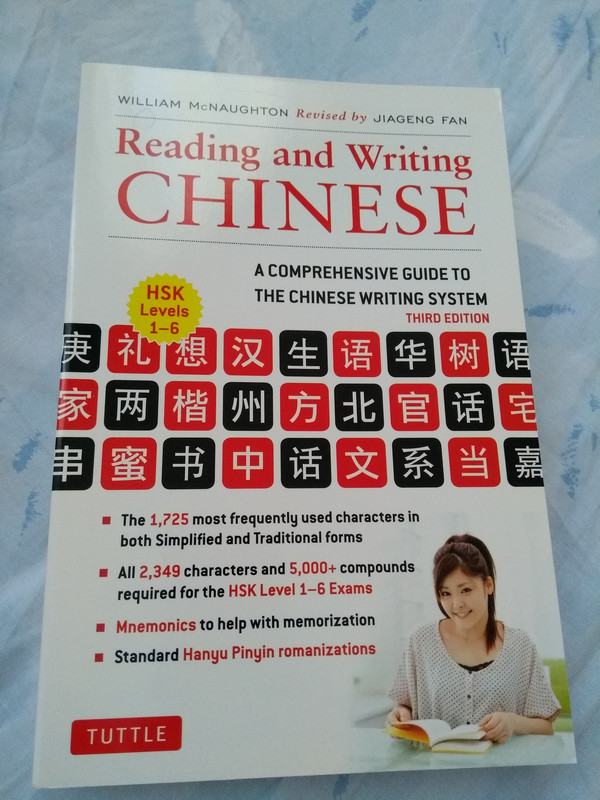 WILLIAM McNAUGHTON Revised by JIAGENG FAN
Reading and Writing
CHINESE
A COMPREHENSIVE GUIDE TO
THE CHINESE WRITING SYSTEM
THIRD EDITION
HSK
Levels
1–6
庚 礼 想 汉 生 语 华 树 语
家 两 楷 州 方 北 官 话 宅
串 蜜 书 中 话 文 系 当 嘉
The 1,725 most frequently used characters in
both Simplified and Traditional forms
All 2,349 characters and 5,000+ compounds
required for the HSK Level 1–6 Exams
Mnemonics to help with memorization
Standard Hanyu Pinyin romanizations
TUTTLE